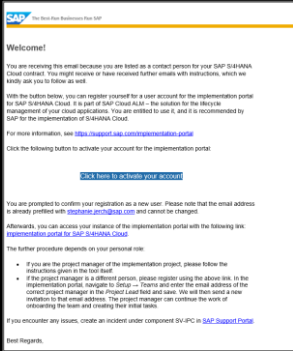 SAP The Best-Run Businesses Run SAP
Welcome!
You are receiving this email because you are listed as a contact person for your SAP S/4HANA
Cloud contract. You might receive or have received further emails with instructions, which we
kindly ask you to follow as well.
With the button below, you can register yourself for a user account for the implementation portal
for SAP S/4HANA Cloud. It is part of SAP Cloud ALM – the solution for the lifecycle
management of your cloud applications. You are entitled to use it, and it is recommended by
SAP for the implementation of S/4HANA Cloud.
For more information, see https://support.sap.com/implementation-portal
Click the following button to activate your account for the implementation portal:
Click here to activate your account
You are prompted to confirm your registration as a new user. Please note that the email address
is already prefilled with stephanie.jerch@sap.com and cannot be changed.
Afterwards, you can access your instance of the implementation portal with the following link:
implementation portal for SAP S/4HANA Cloud.
The further procedure depends on your personal role:
• If you are the project manager of the implementation project, please follow the
instructions given in the tool itself.
• If the project manager is a different person, please register using the above link. In the
implementation portal, navigate to Setup → Teams and enter the email address of the
correct project manager in the Project Lead field and save. We will then send a new
invitation to that email address. The project manager can continue the work of
onboarding the team and creating their initial tasks.
If you encounter any issues, create an incident under component SV-IPC in SAP Support Portal.
Best Regards,